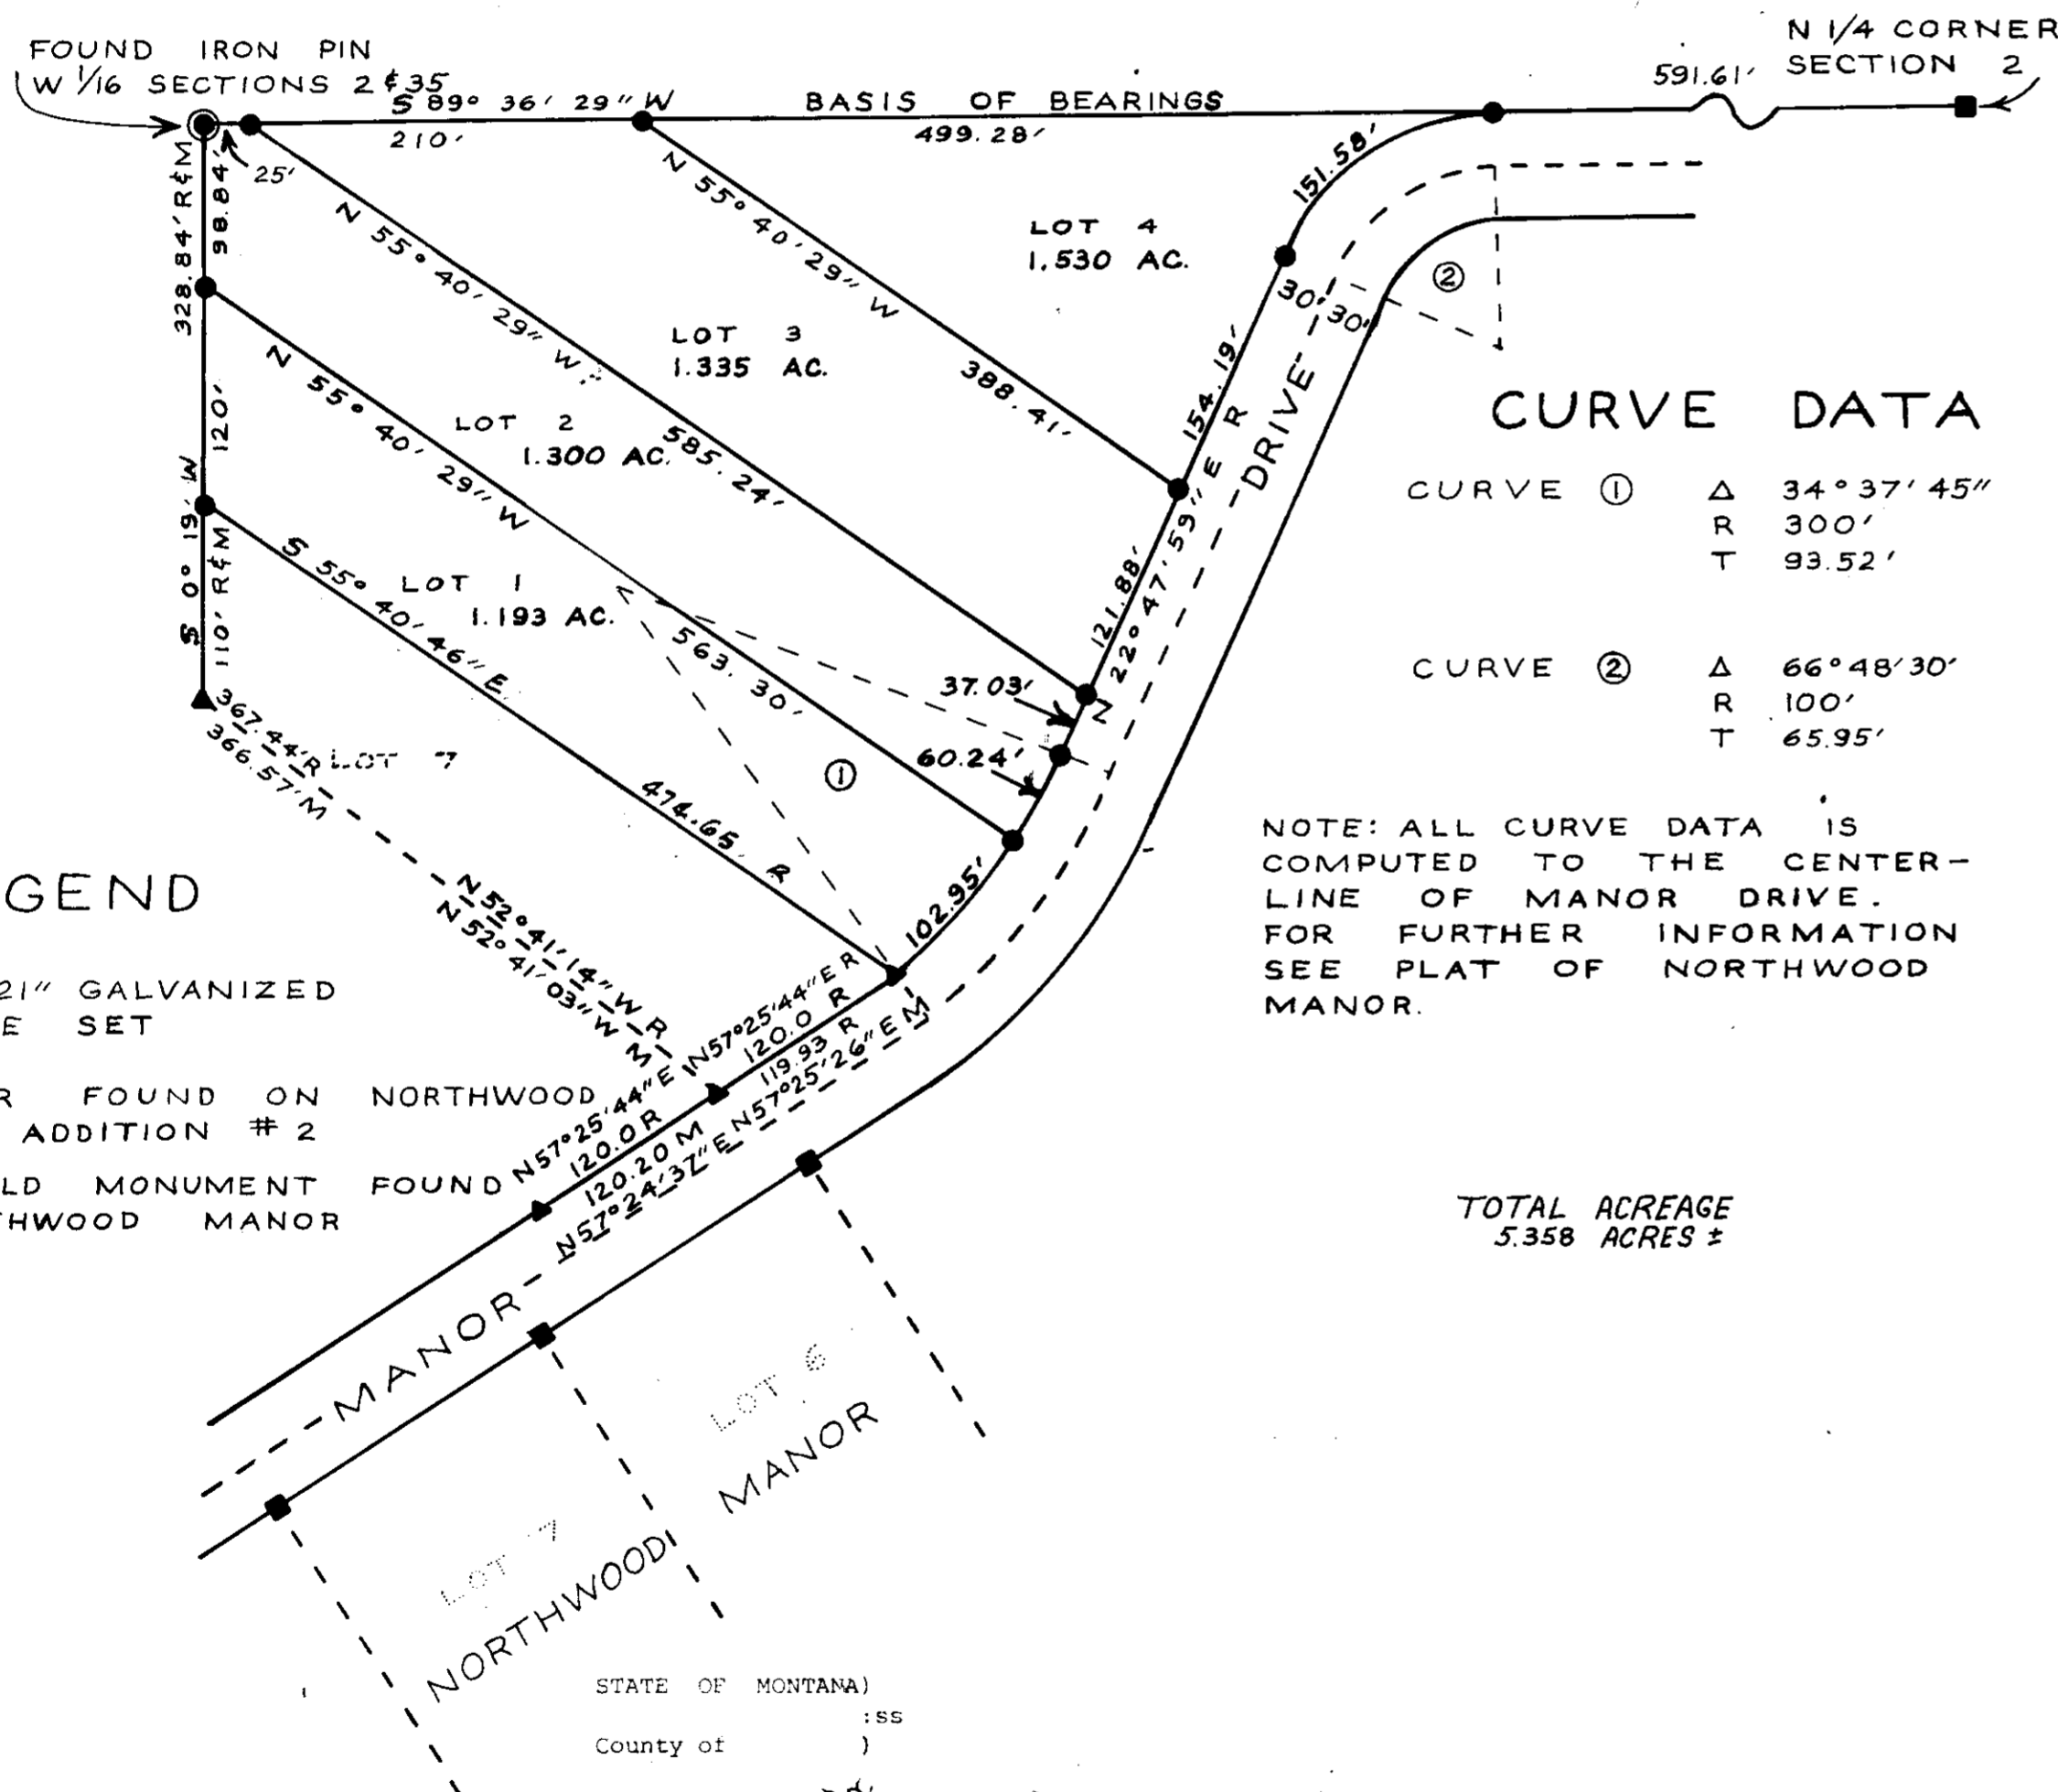 FOUND IRON PIN
W 1/16 SECTIONS 2 & 35
N 1/4 CORNER
SECTION 2
591.61'
S 89° 36' 29" W
BASIS OF BEARINGS
210'
499.28'
25'
328.84' R & M
98.84'
120'
S 0° 19' W
110' R & M
N 55° 40' 29" W
388.41'
N 55° 40' 29" W
585.24'
N 55° 40' 29" W
563.30'
S 55° 40' 46" E
474.65 R
LOT 4
1.530 AC.
LOT 3
1.335 AC.
LOT 2
1.300 AC.
LOT 1
1.193 AC.
151.58'
154.19'
121.88'
N 22° 47' 59" E R
37.03'
60.24'
102.95'
30' 30'
DRIVE
①
②
CURVE DATA
CURVE ① Δ 34° 37' 45"
R 300'
T 93.52'
CURVE ② Δ 66° 48' 30'
R 100'
T 65.95'
NOTE: ALL CURVE DATA IS
COMPUTED TO THE CENTER-
LINE OF MANOR DRIVE.
FOR FURTHER INFORMATION
SEE PLAT OF NORTHWOOD
MANOR.
TOTAL ACREAGE
5.358 ACRES ±
367.44' R
366.57' M
LOT 7
N 52° 41' 14" W R
N 52° 41' 03" W M
GEND
21" GALVANIZED
E SET
R FOUND ON NORTHWOOD
ADDITION # 2
LD MONUMENT FOUND
THWOOD MANOR
N57°25'44"E R
120.0 R
119.93 R
N57°25'26"E M
N57°25'44"E
120.0 R
120.20 M
N57°24'37"E
MANOR
LOT 6
MANOR
LOT 7
NORTHWOOD
STATE OF MONTANA)
:ss
County of )